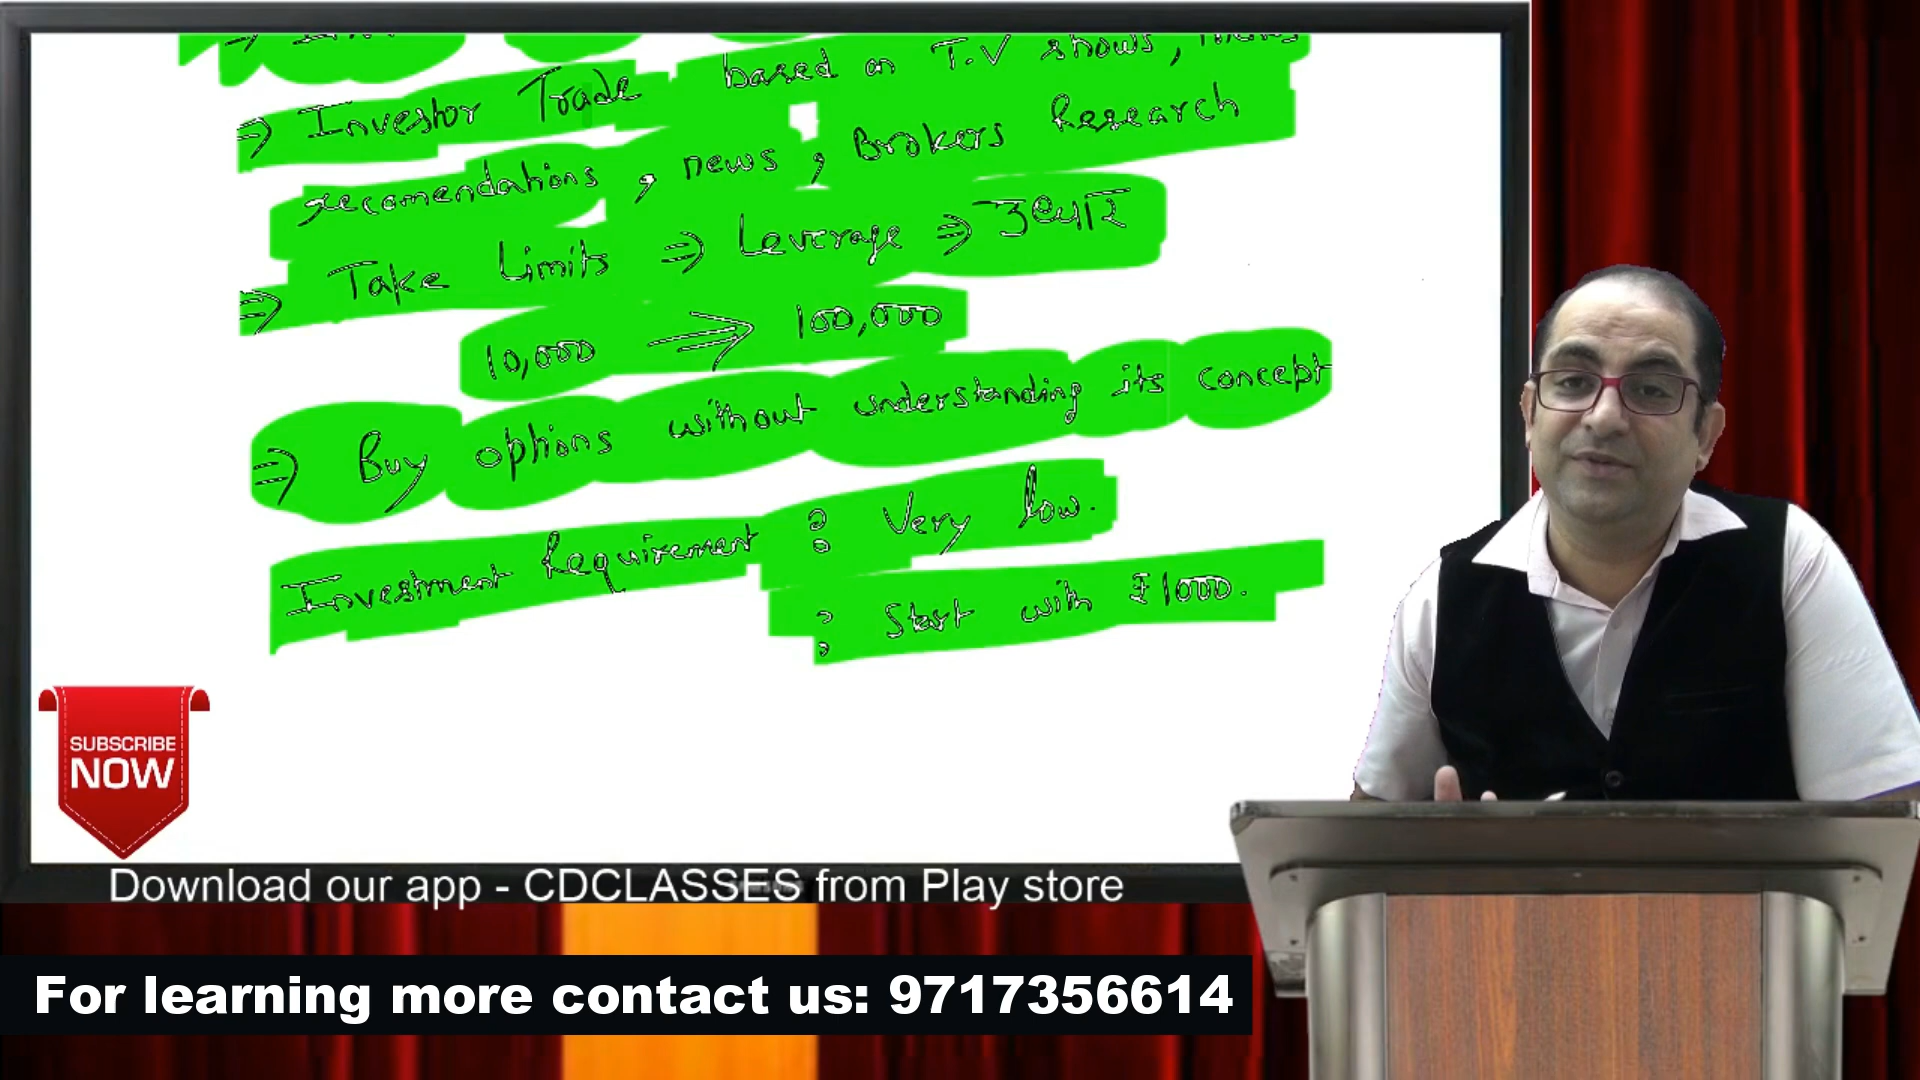 ⇒ Investor Trade based on T.V shows,
recomendations, news, Brokers Research
⇒ Take Limits ⇒ Leverage ⇒ उधार
10,000 ⇒ 100,000
⇒ Buy options without understanding its concept
Investment Requirement : Very low.
: Start with ₹1000.
SUBSCRIBE
NOW
Download our app - CDCLASSES from Play store
For learning more contact us: 9717356614